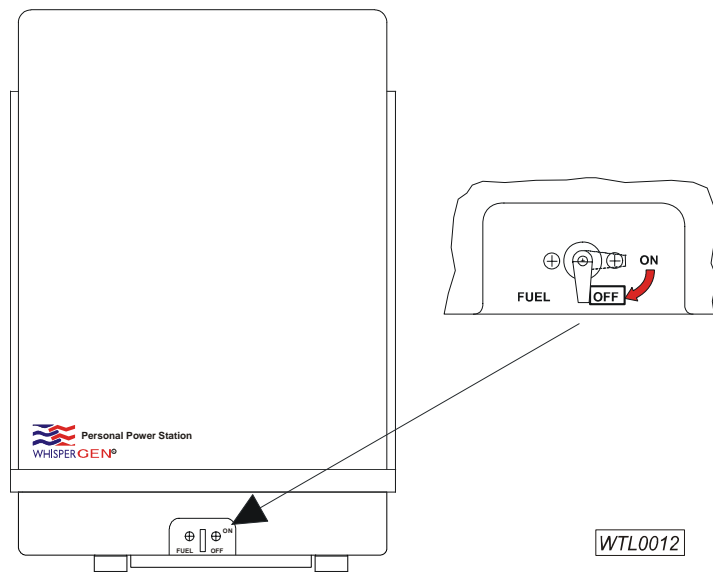 ON
FUEL OFF
Personal Power Station
WHISPERGEN®
ON
FUEL OFF
WTL0012